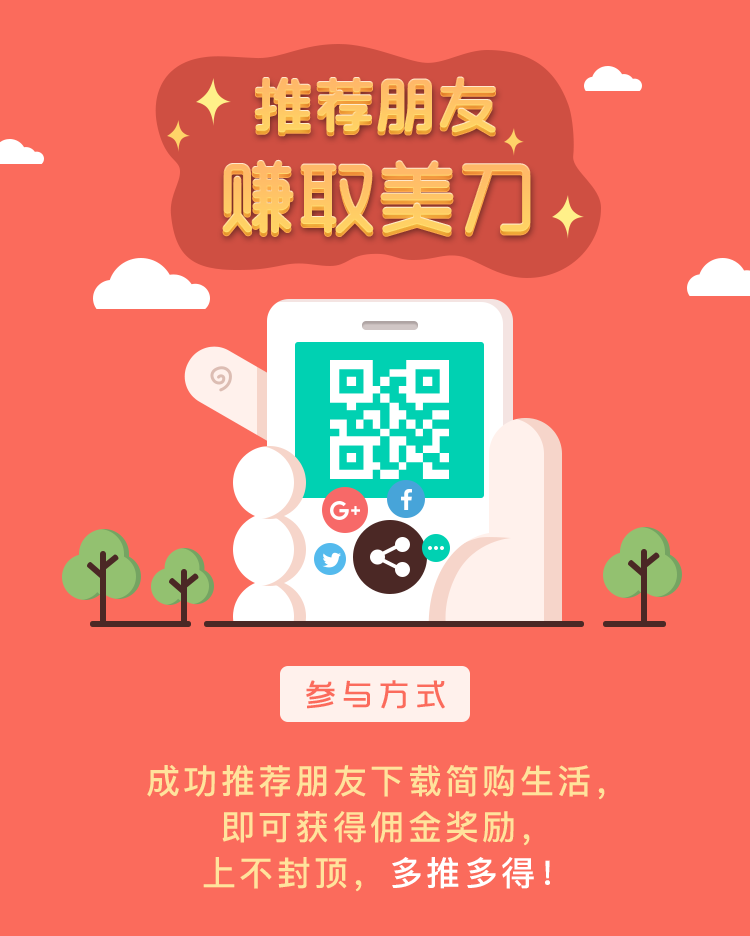 推荐朋友
赚取美刀
G+
f
参与方式
成功推荐朋友下载简购生活，
即可获得佣金奖励，
上不封顶，多推多得！